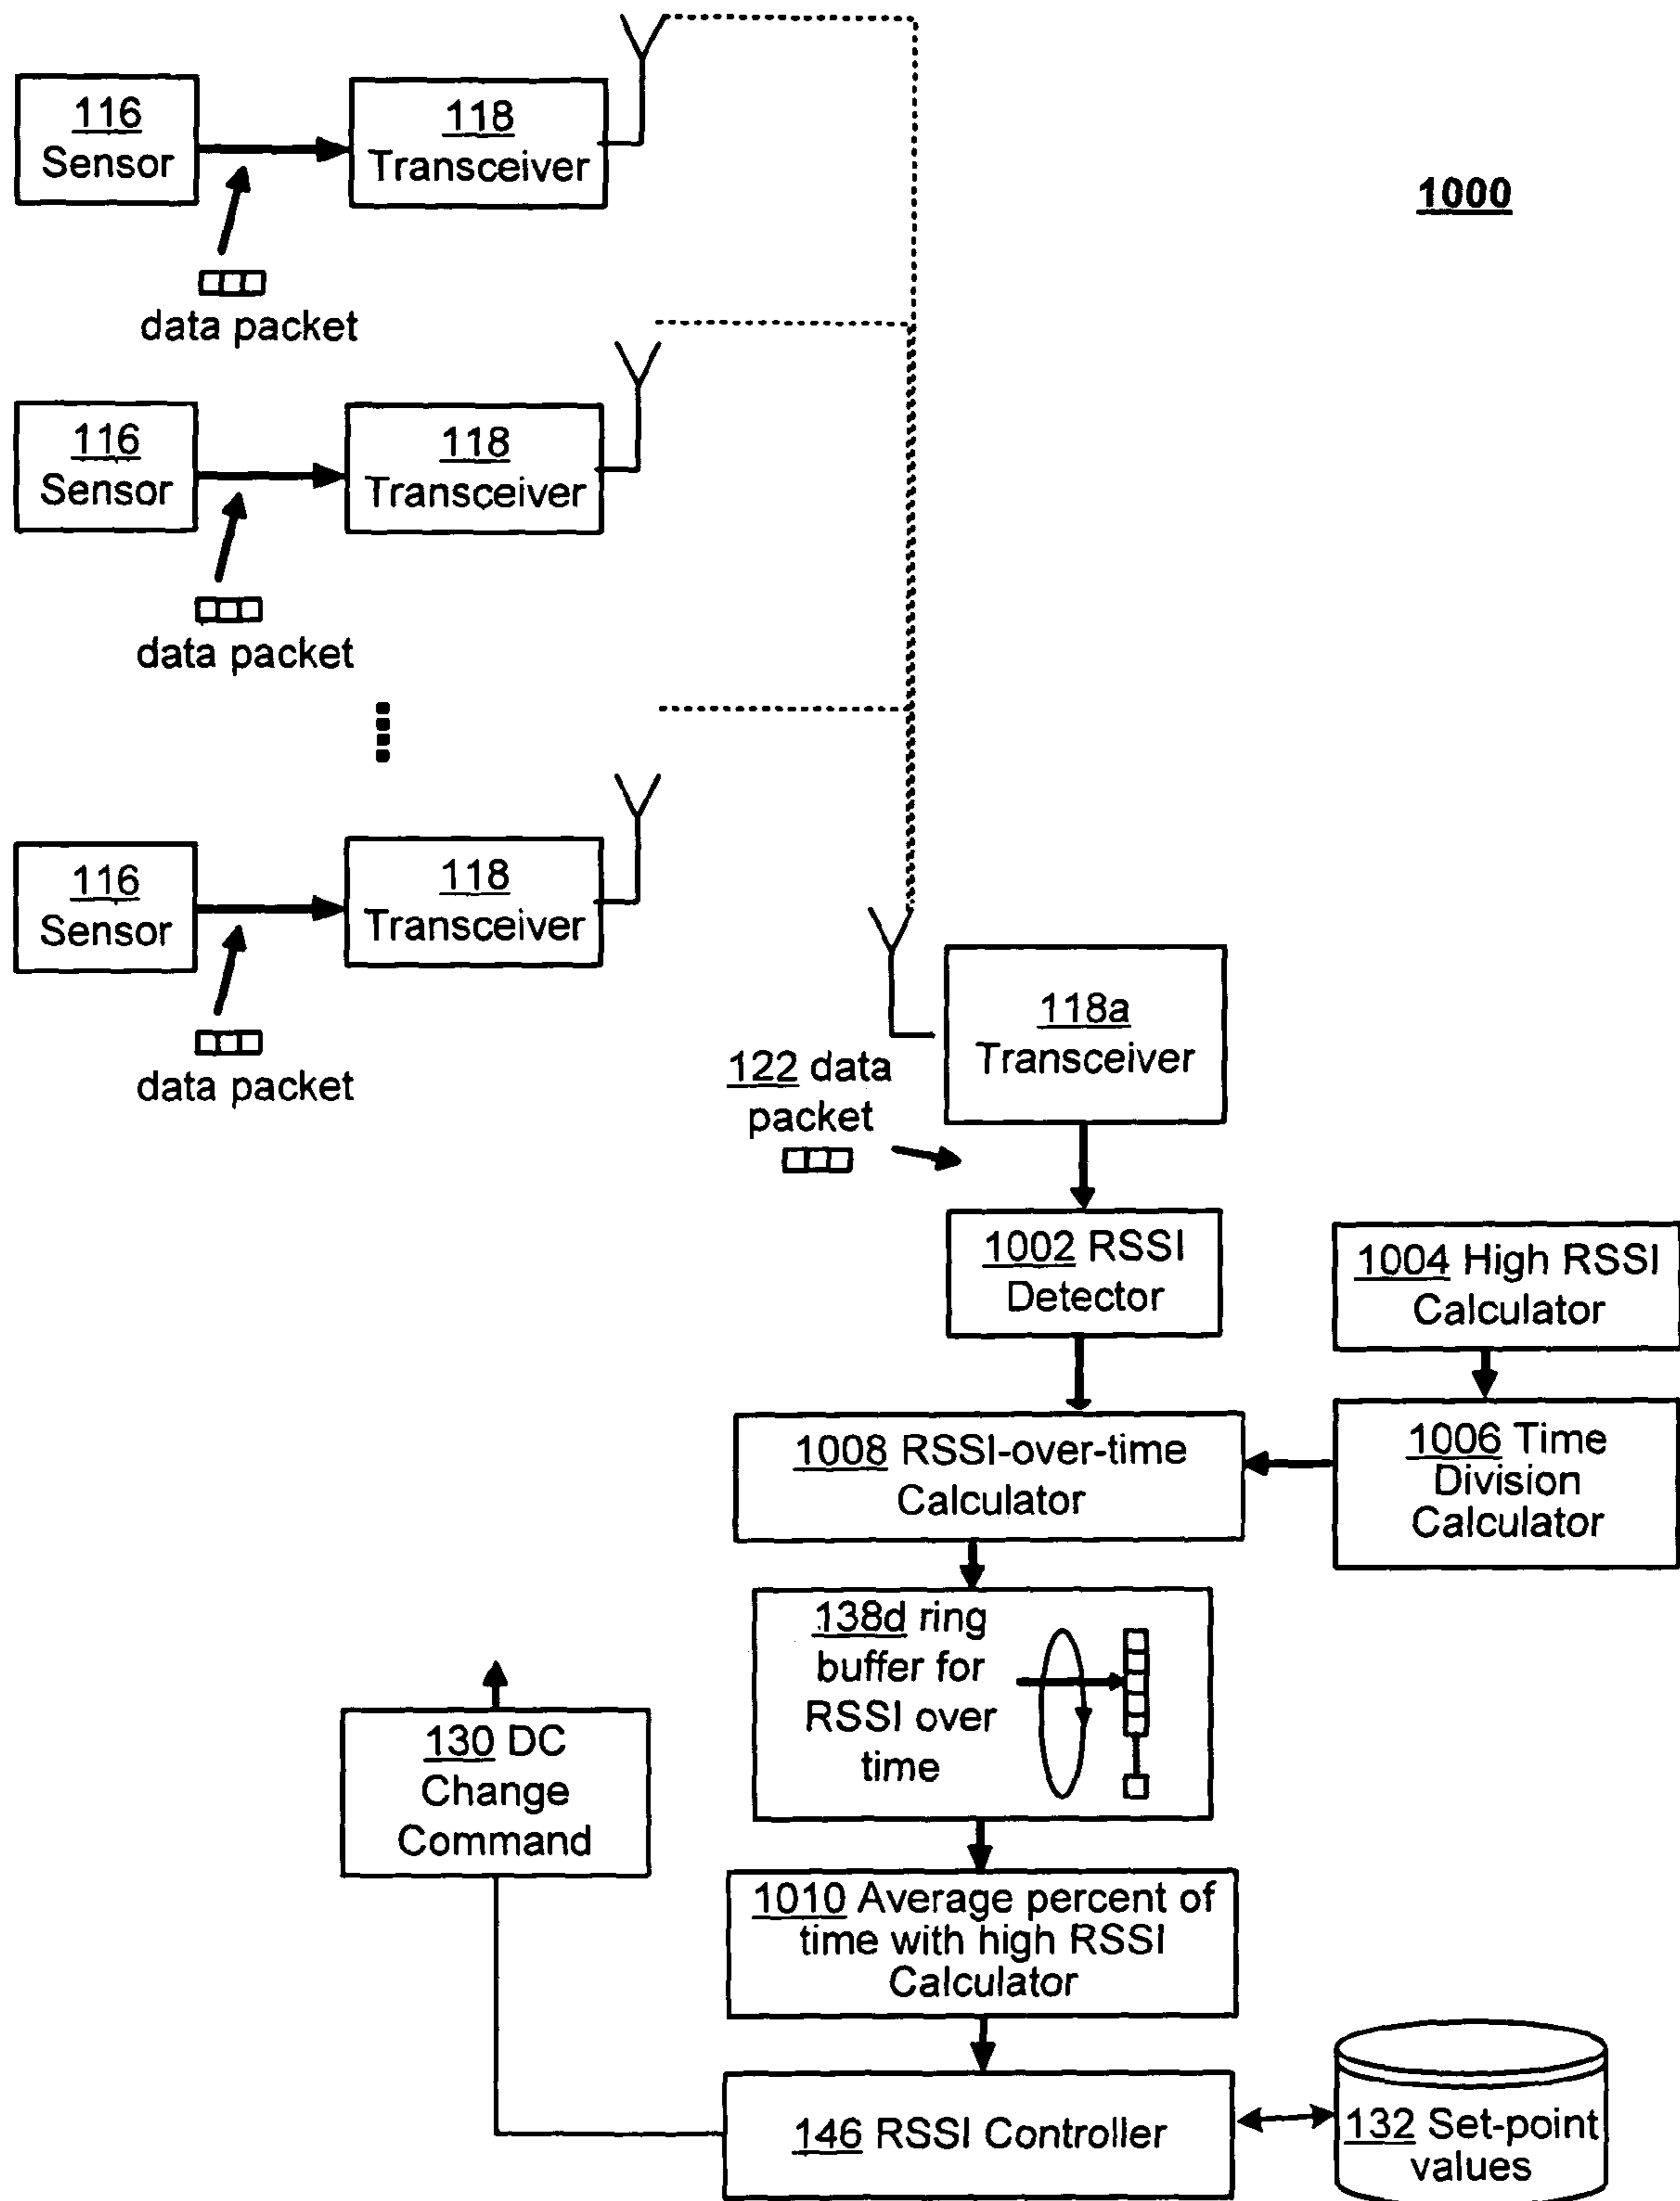 116
Sensor
118
Transceiver
1000
data packet
116
Sensor
118
Transceiver
data packet
116
Sensor
118
Transceiver
data packet
118a
Transceiver
122 data
packet
1002 RSSI
Detector
1004 High RSSI
Calculator
1008 RSSI-over-time
Calculator
1006 Time
Division
Calculator
138d ring
buffer for
RSSI over
time
130 DC
Change
Command
1010 Average percent of
time with high RSSI
Calculator
146 RSSI Controller
132 Set-point
values